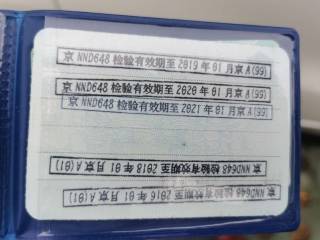 京 NND648 检验有效期至 2019 年 01 月京 A(99)
京 NND648 检验有效期至 2020 年 01 月京 A(99)
京 NND648 检验有效期至 2021 年 01 月京 A(99)
京 NND648 检验有效期至 2018 年 01 月京 A(01)
京 NND648 检验有效期至 2016 年 01 月京 A(01)